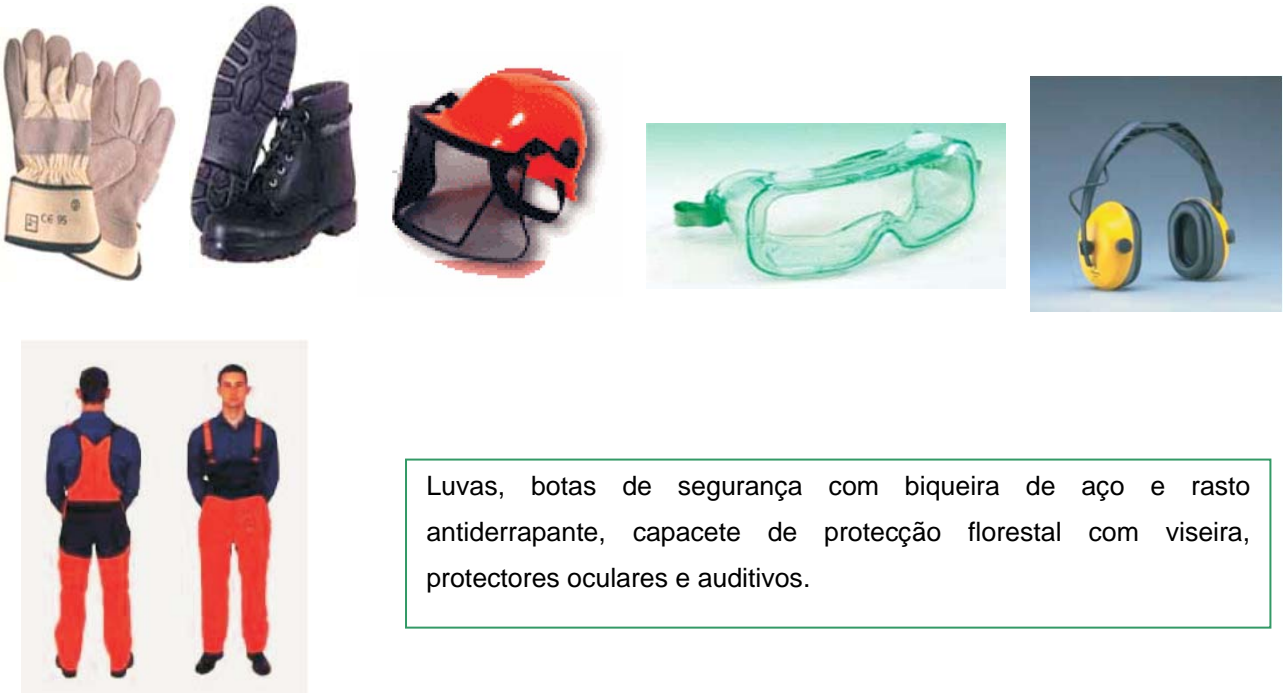 CE 95
Luvas, botas de segurança com biqueira de aço e rasto
antiderrapante, capacete de protecção florestal com viseira,
protectores oculares e auditivos.